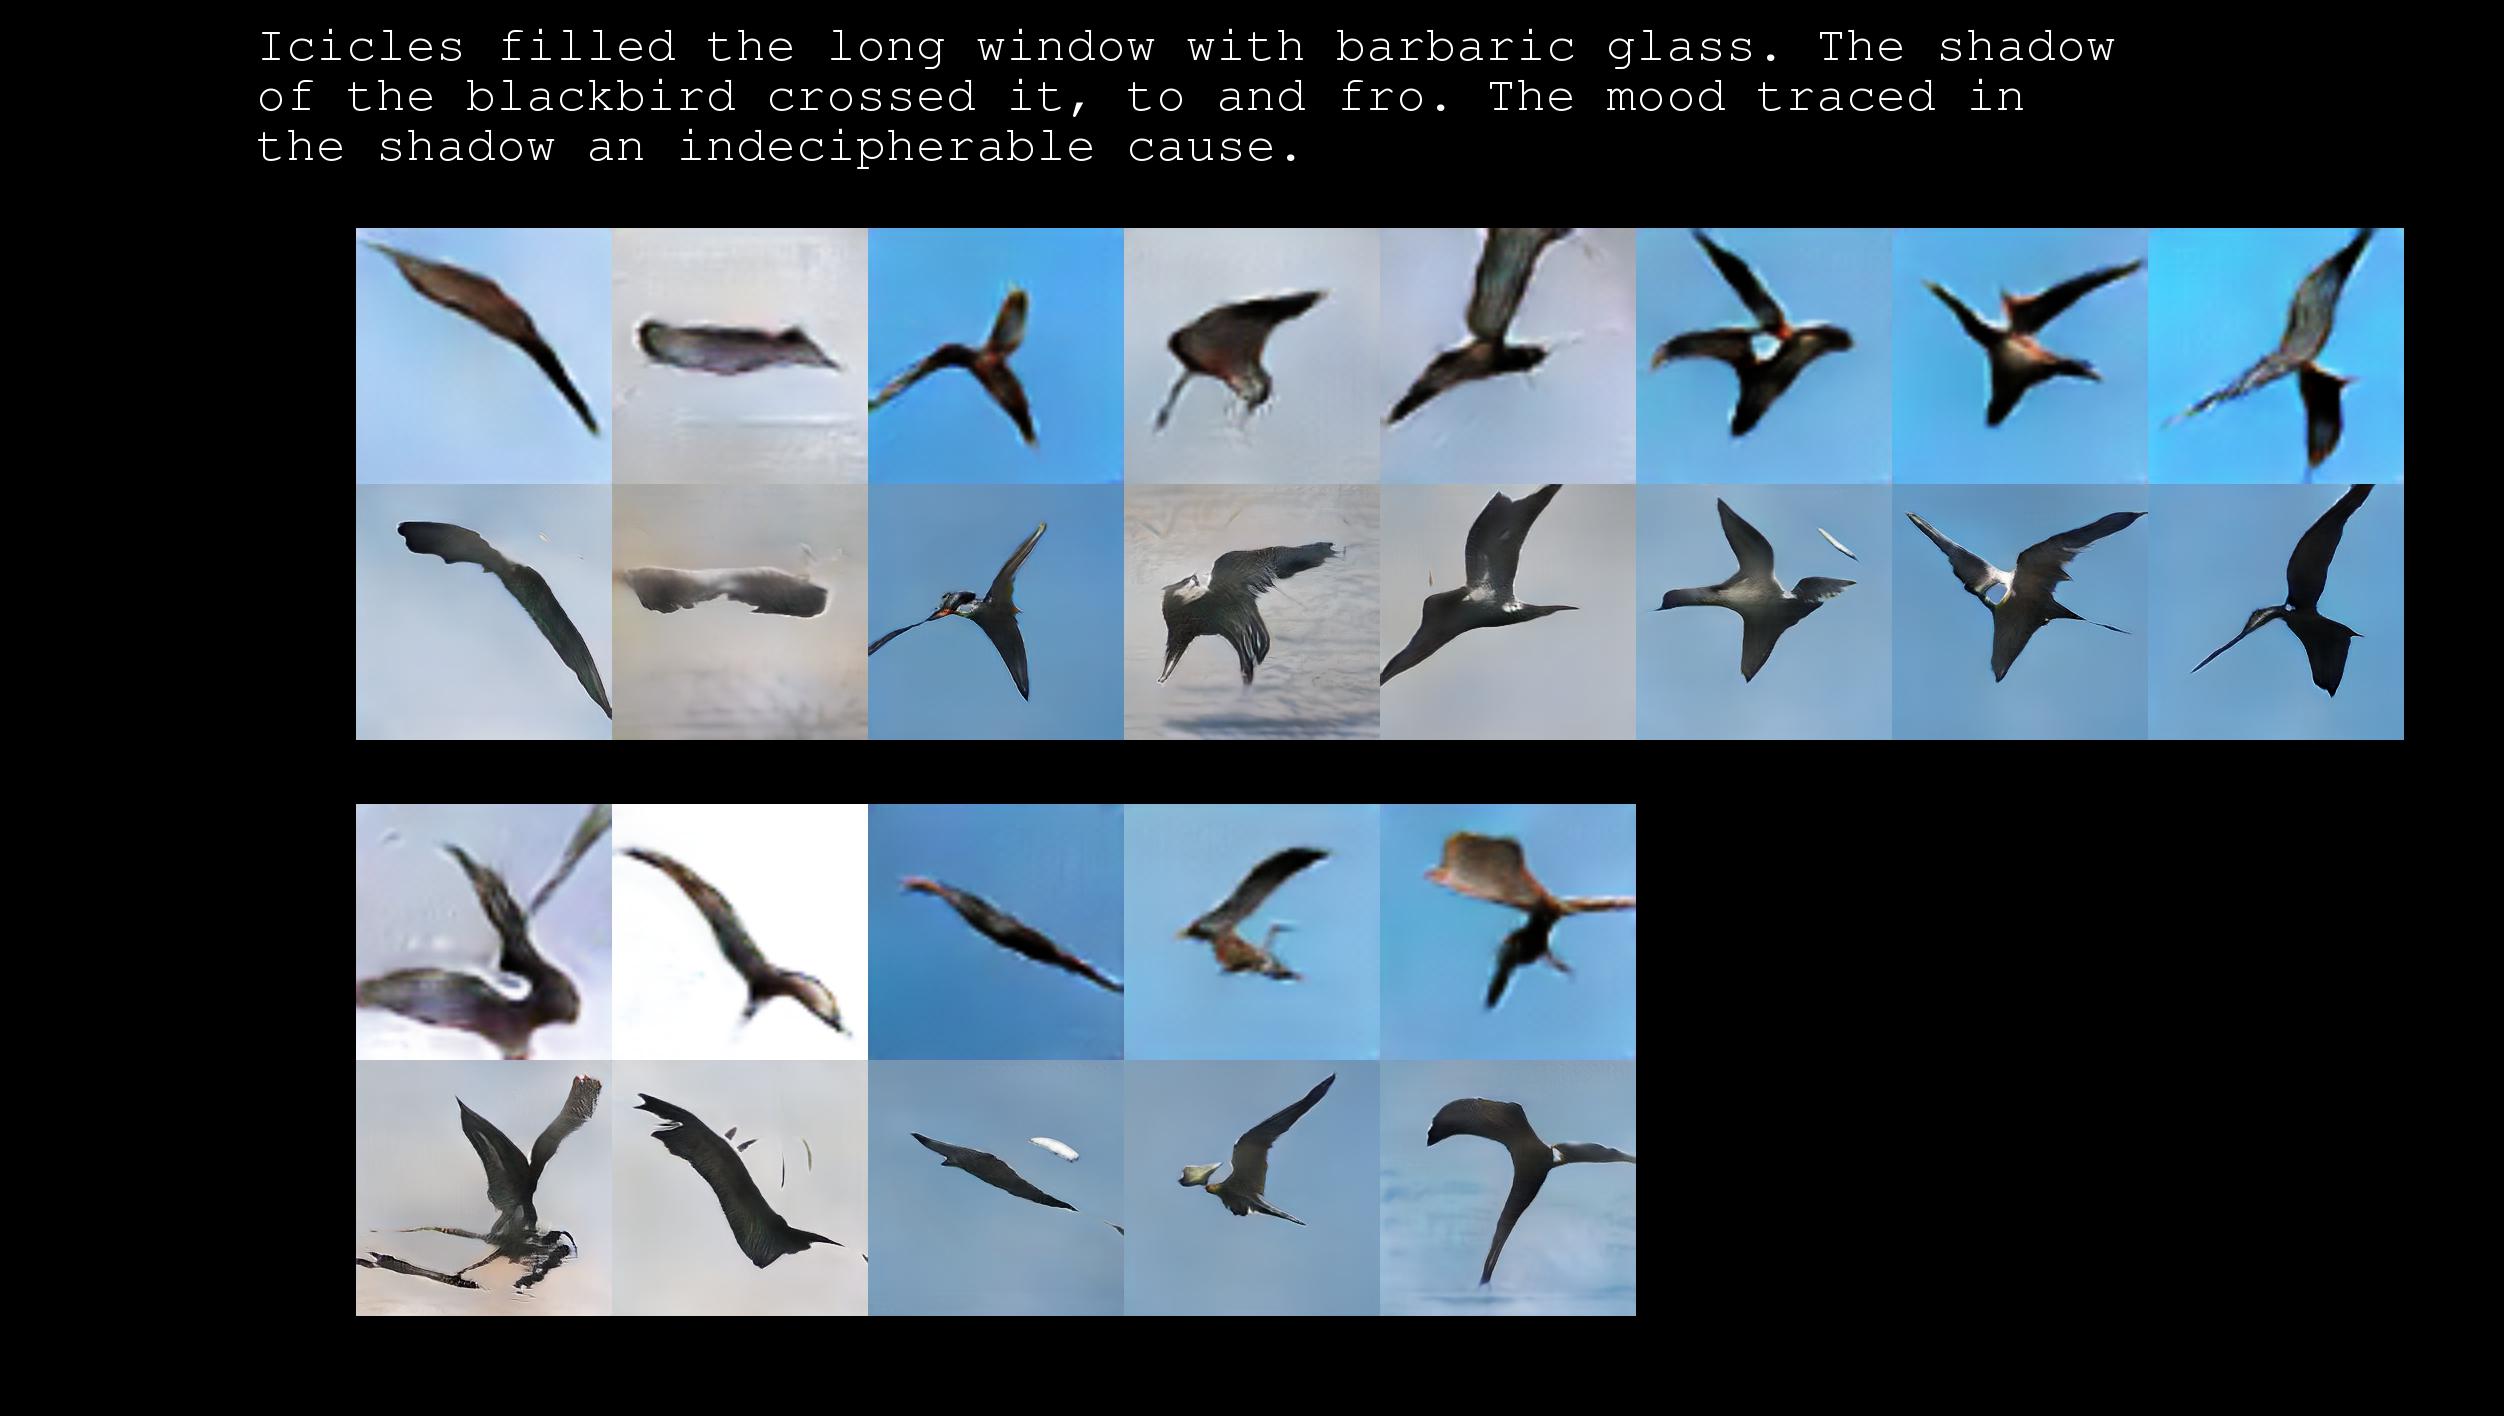 Icicles filled the long window with barbaric glass. The shadow
of the blackbird crossed it, to and fro. The mood traced in
the shadow an indecipherable cause.